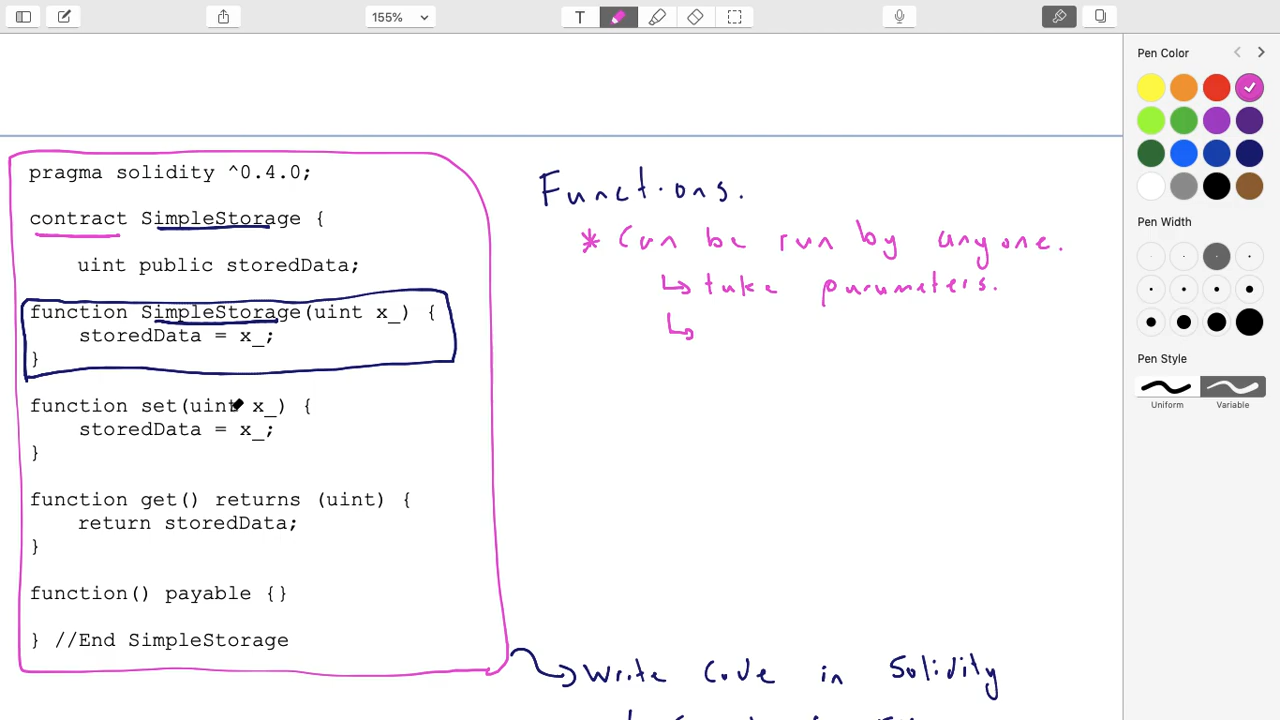 155%
T
Pen Color
pragma solidity ^0.4.0;
contract SimpleStorage {
uint public storedData;
function SimpleStorage(uint x_) {
storedData = x_;
}
function set(uint x_) {
storedData = x_;
}
function get() returns (uint) {
return storedData;
}
function() payable {}
} //End SimpleStorage
Functions.
* Can be run by anyone.
↳ take parameters.
↳
→ Write Code in Solidity
Pen Width
Pen Style
Uniform
Variable